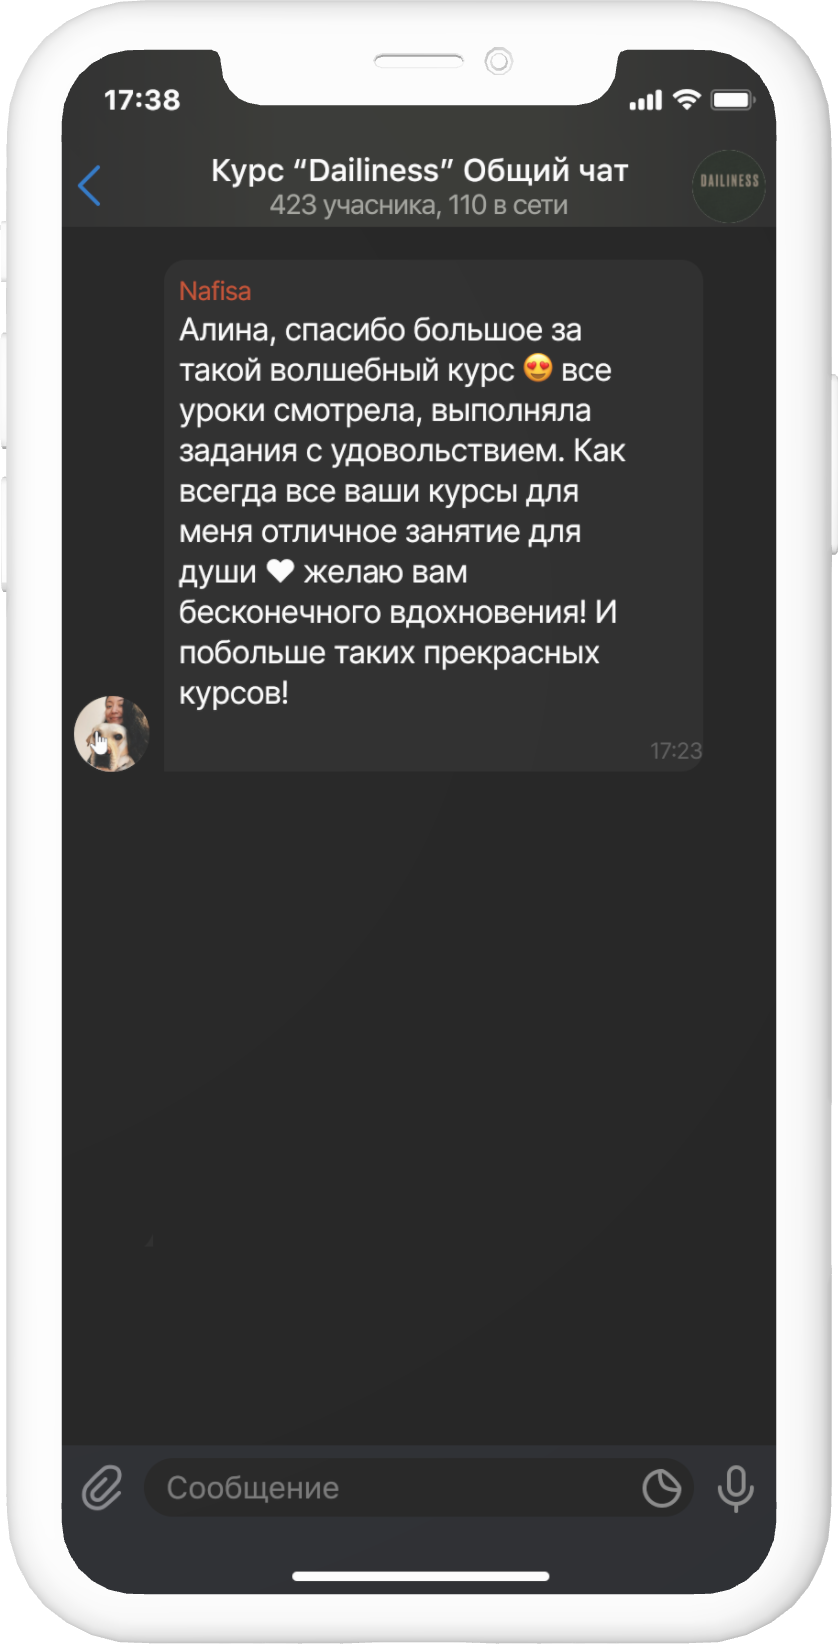 17:38
Курс “Dailiness” Общий чат
423 учасника, 110 в сети
DAILINESS
Nafisa
Алина, спасибо большое за
такой волшебный курс 😍 все
уроки смотрела, выполняла
задания с удовольствием. Как
всегда все ваши курсы для
меня отличное занятие для
души ♥ желаю вам
бесконечного вдохновения! И
побольше таких прекрасных
курсов!
17:23
Сообщение